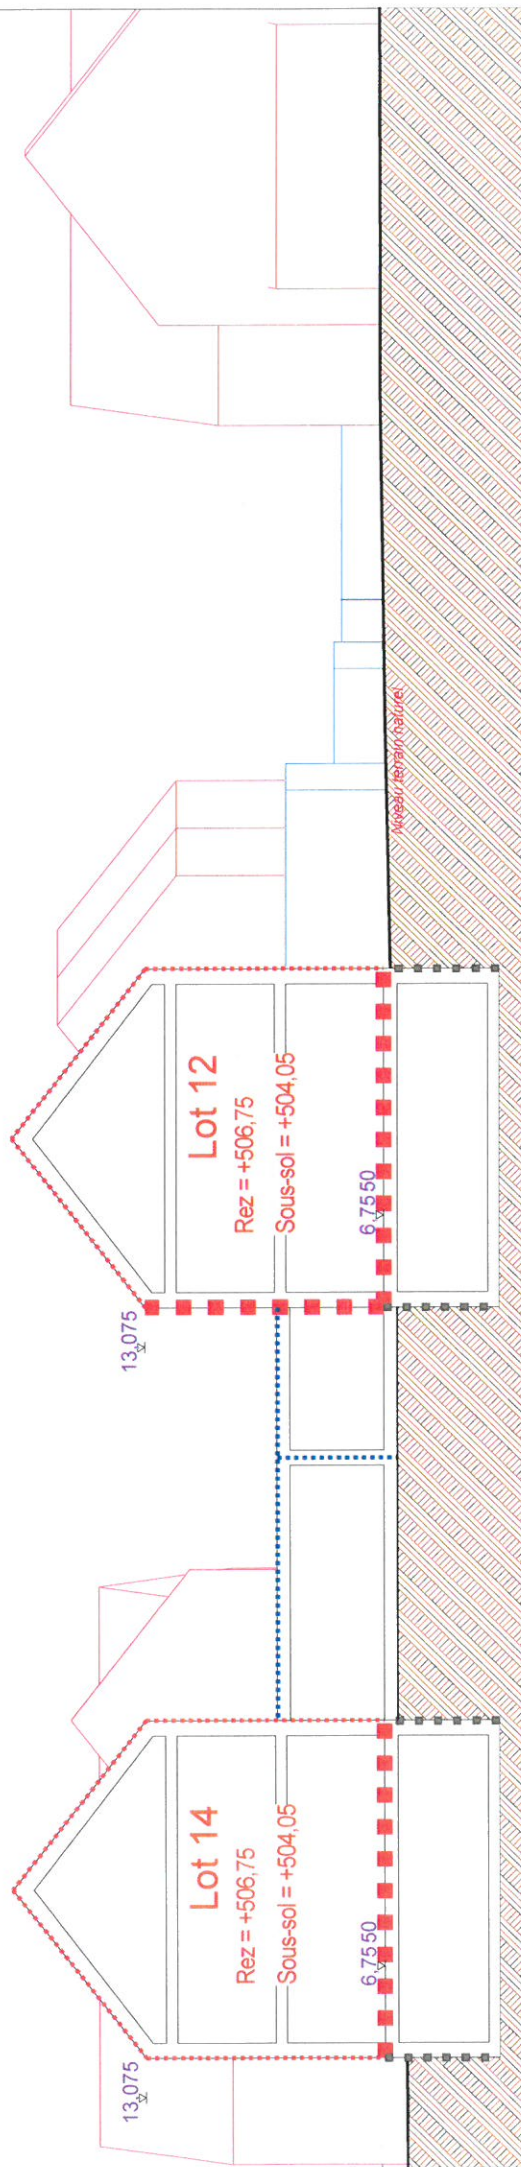 13,075
Lot 14
Rez = +506,75
Sous-sol = +504,05
6,7550
13,075
Lot 12
Rez = +506,75
Sous-sol = +504,05
6,7550
Niveau terrain naturel